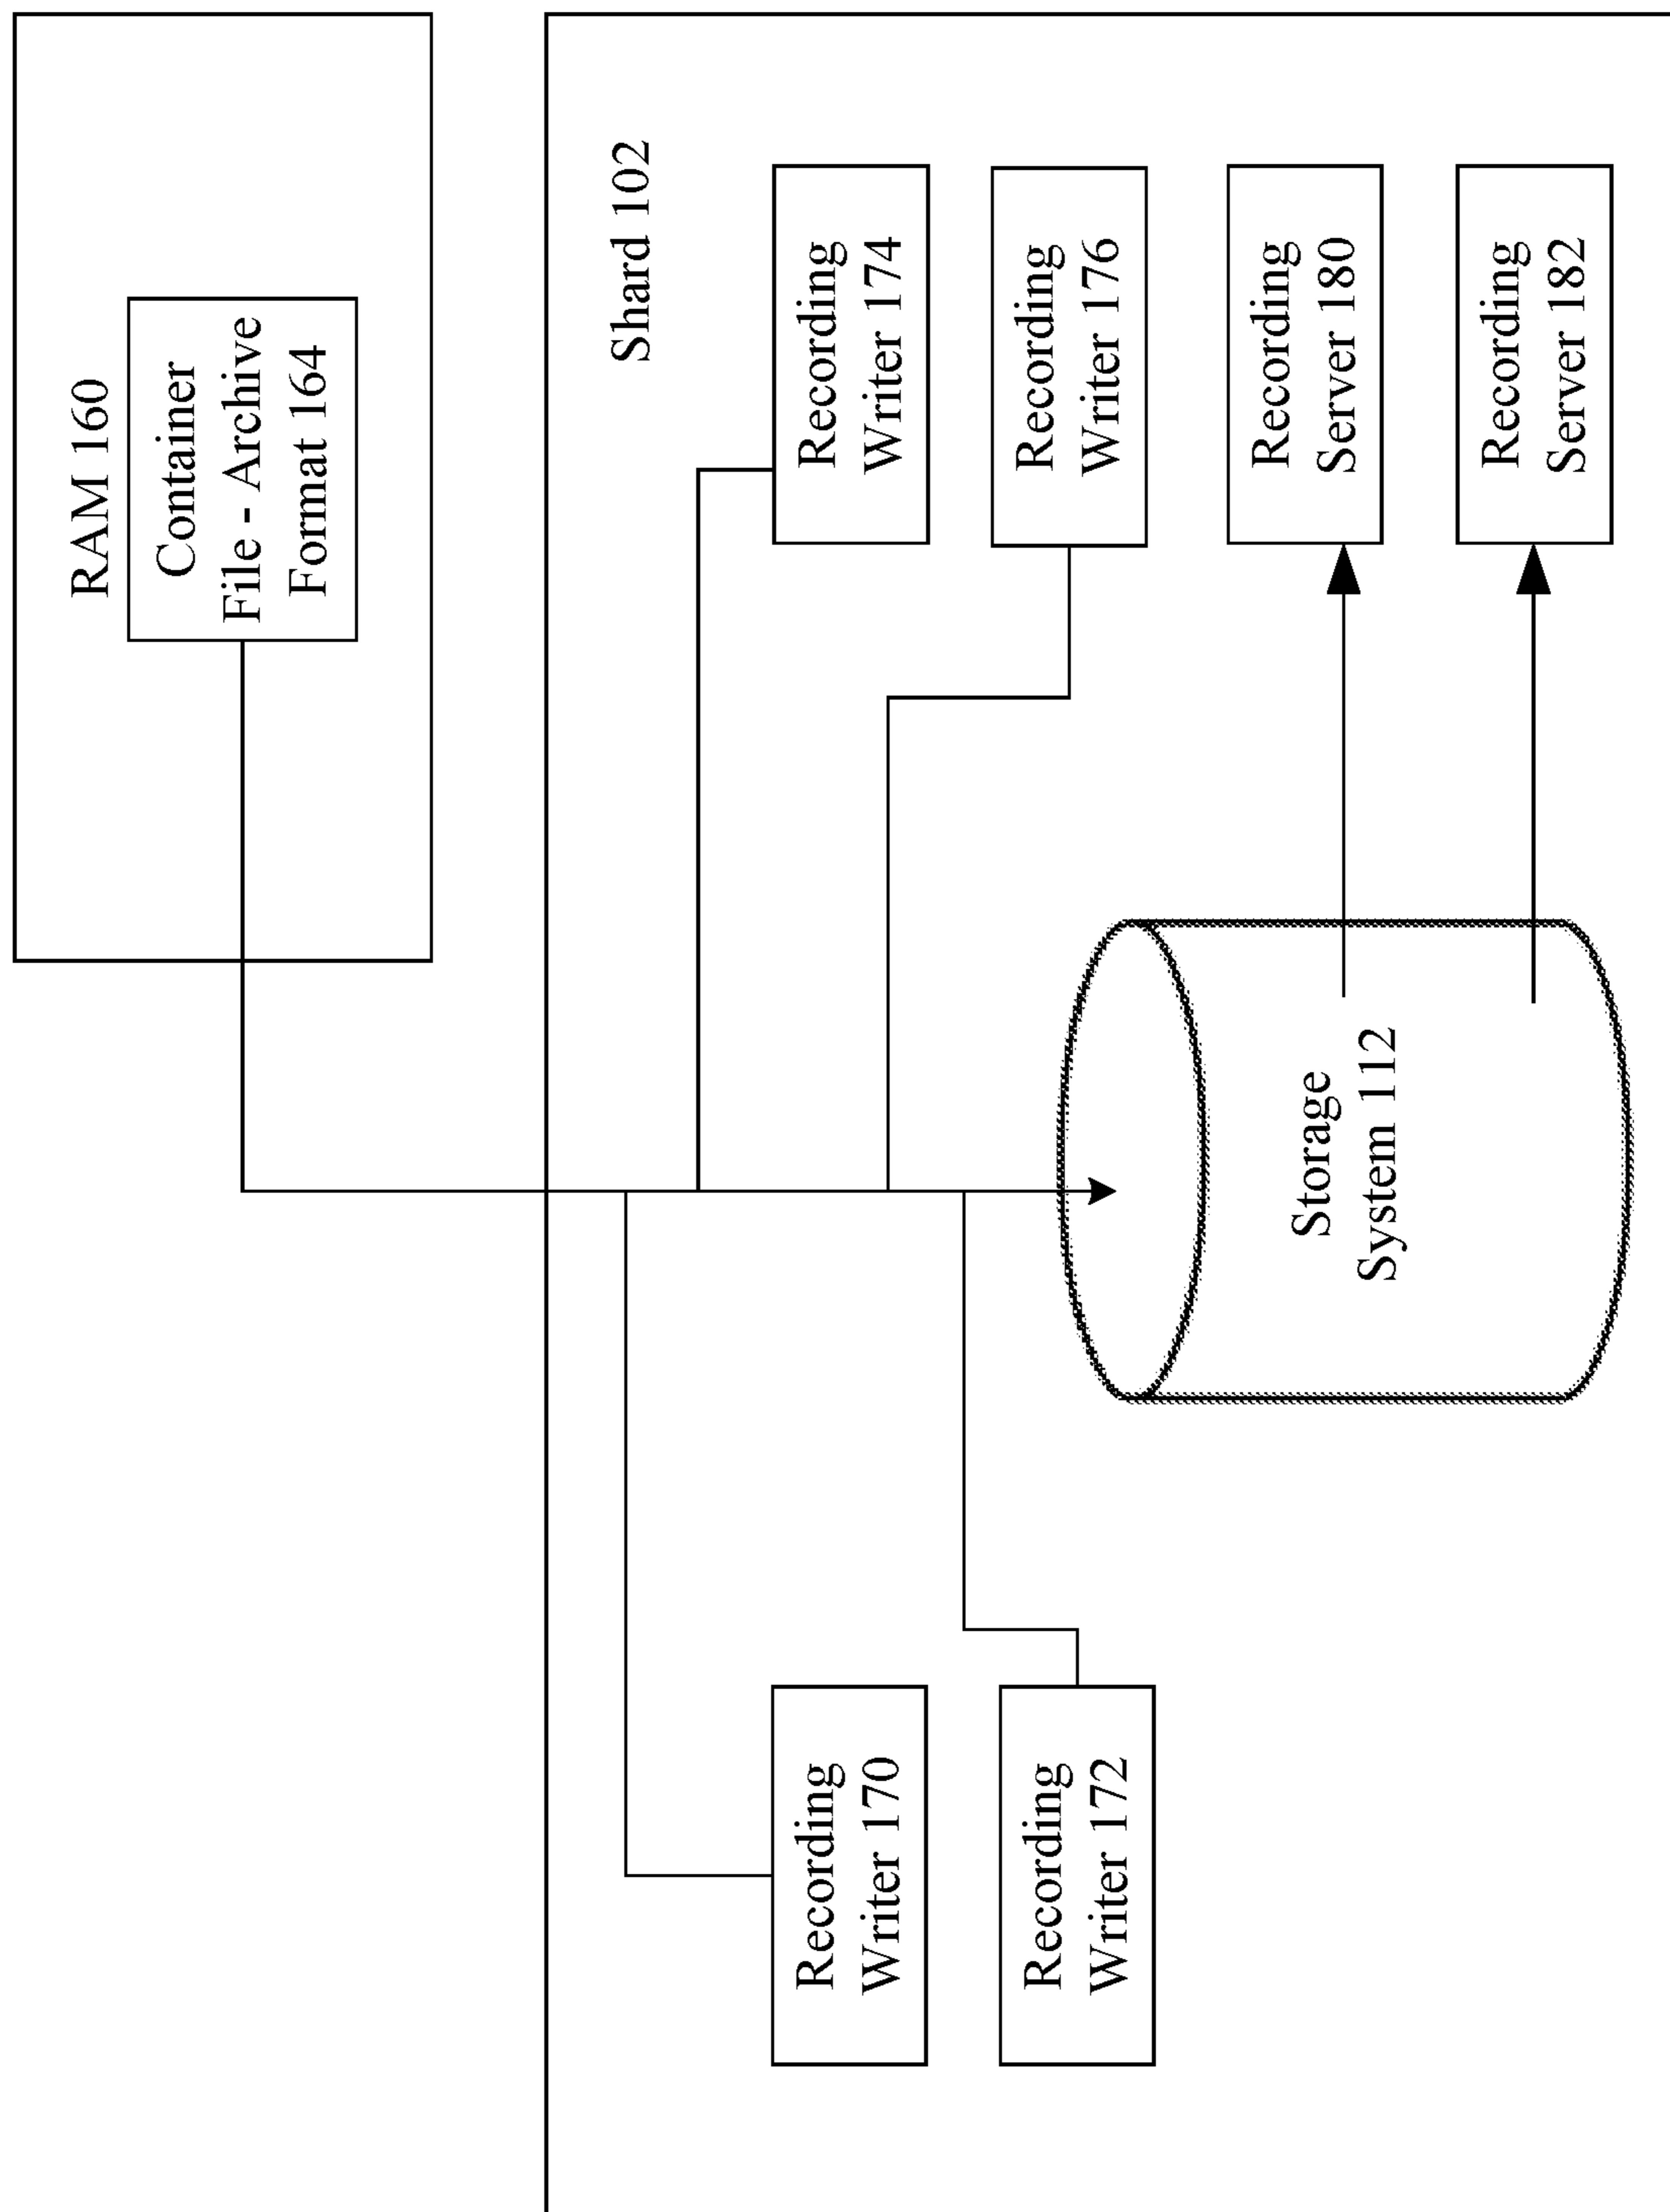 RAM 160
Container
File - Archive
Format 164
Shard 102
Recording
Writer 170
Recording
Writer 174
Recording
Writer 172
Recording
Writer 176
Storage
System 112
Recording
Server 180
Recording
Server 182